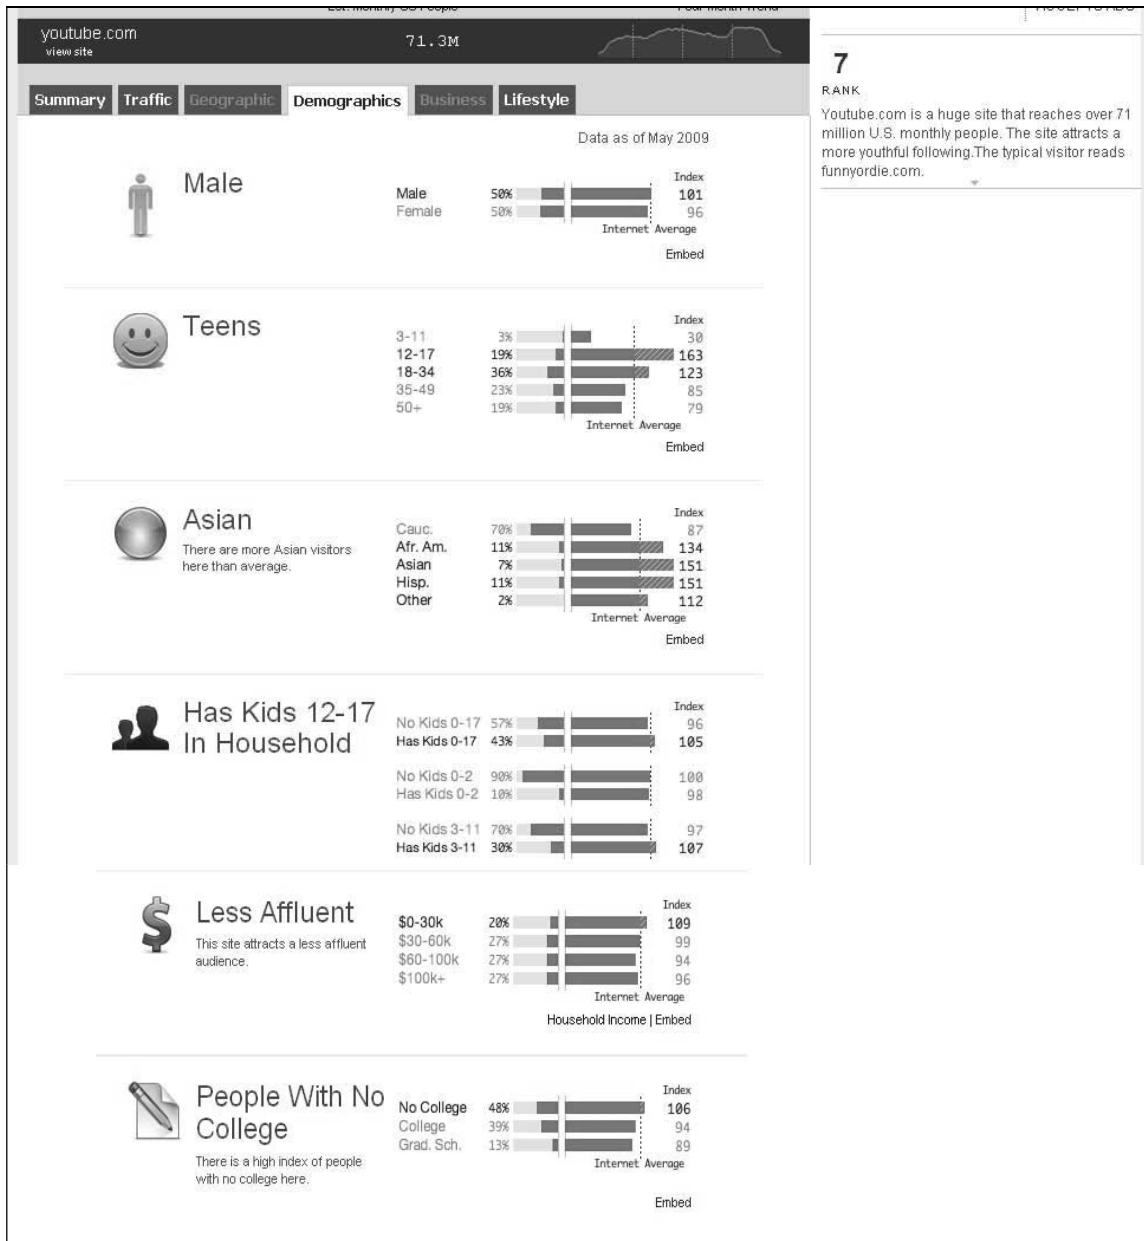 Est. Monthly US People
youtube.com
view site
71.3M
Summary Traffic Geographic Demographics Business Lifestyle
Data as of May 2009
7
RANK
Youtube.com is a huge site that reaches over 71
million U.S. monthly people. The site attracts a
more youthful following.The typical visitor reads
funnyordie.com.
Male
Index
Male 50% 101
Female 50% 96
Internet Average
Embed
Teens
Index
3-11 3% 30
12-17 19% 163
18-34 36% 123
35-49 23% 85
50+ 19% 79
Internet Average
Embed
Asian
There are more Asian visitors
here than average.
Index
Cauc. 70% 87
Afr. Am. 11% 134
Asian 7% 151
Hisp. 11% 151
Other 2% 112
Internet Average
Embed
Has Kids 12-17
In Household
Index
No Kids 0-17 57% 96
Has Kids 0-17 43% 105
No Kids 0-2 90% 100
Has Kids 0-2 10% 98
No Kids 3-11 70% 97
Has Kids 3-11 30% 107
Less Affluent
This site attracts a less affluent
audience.
Index
$0-30k 20% 109
$30-60k 27% 99
$60-100k 27% 94
$100k+ 27% 96
Internet Average
Household Income | Embed
People With No
College
There is a high index of people
with no college here.
Index
No College 48% 106
College 39% 94
Grad. Sch. 13% 89
Internet Average
Embed